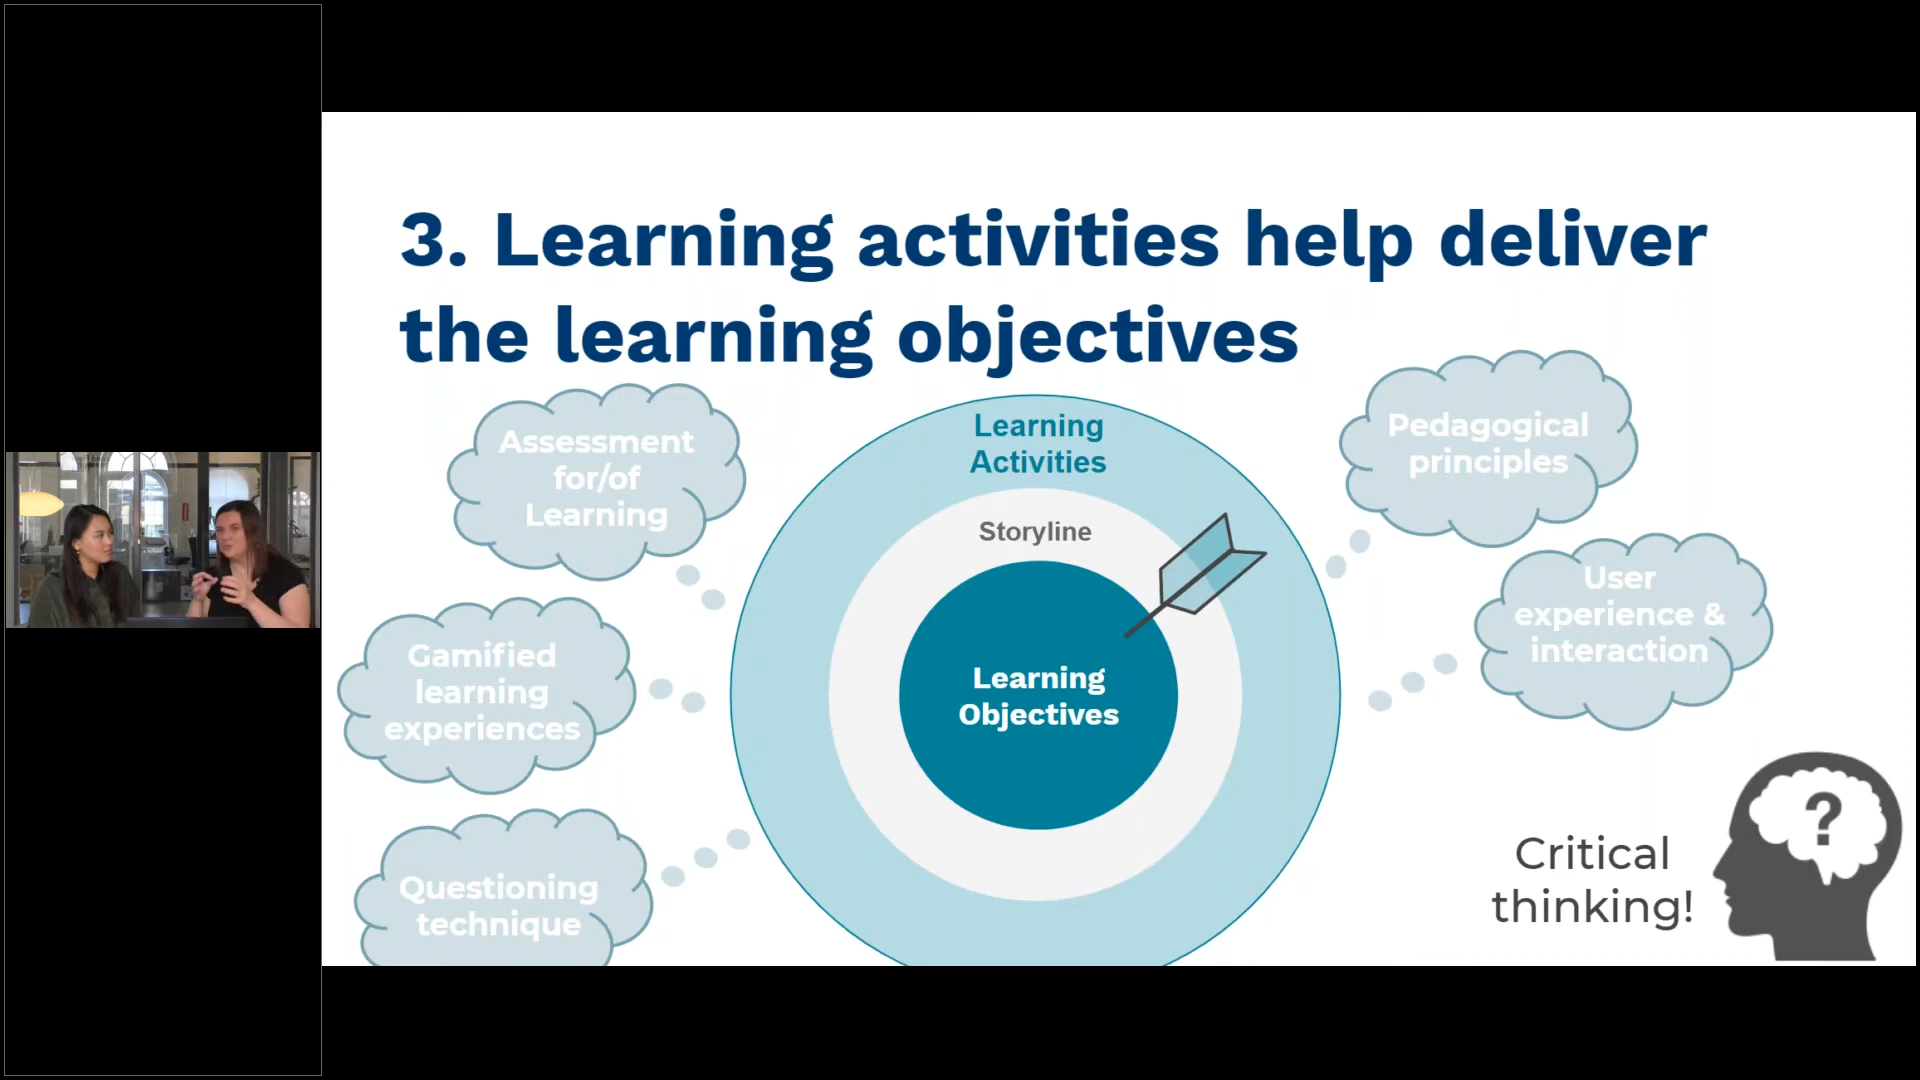 3. Learning activities help deliver
the learning objectives
Assessment
for/of
Learning
Gamified
learning
experiences
Questioning
technique
Learning
Activities
Storyline
Learning
Objectives
Pedagogical
principles
User
experience &
interaction
Critical
thinking!
?